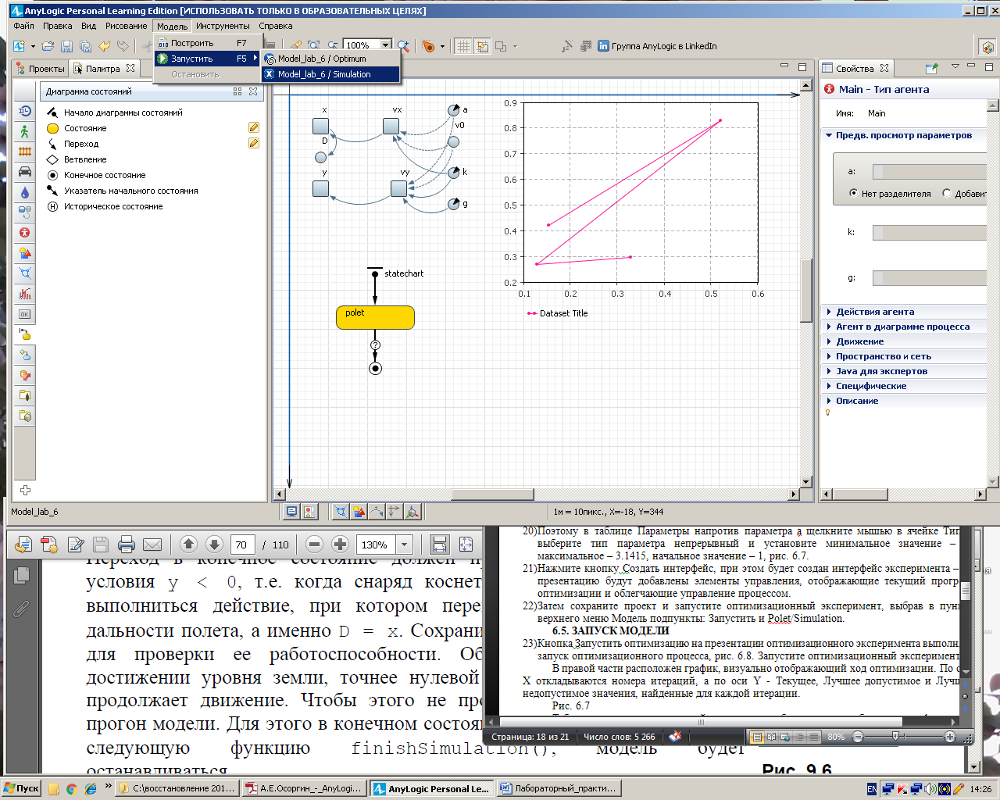 AnyLogic Personal Learning Edition [ИСПОЛЬЗОВАТЬ ТОЛЬКО В ОБРАЗОВАТЕЛЬНЫХ ЦЕЛЯХ]
Файл Правка Вид Рисование Модель Инструменты Справка
Построить F7
Запустить F5
Остановить
Model_lab_6 / Optimum
Model_lab_6 / Simulation
100%
Группа AnyLogic в LinkedIn
Проекты Палитра
Диаграмма состояний
Начало диаграммы состояний
Состояние
Переход
Ветвление
Конечное состояние
Указатель начального состояния
Историческое состояние
x vx a
v0
D
y vy k
g
statechart
polet
?
0.9
0.8
0.7
0.6
0.5
0.4
0.3
0.2
0.1 0.2 0.3 0.4 0.5 0.6
Dataset Title
Свойства
Main - Тип агента
Имя: Main
Предв. просмотр параметров
a:
Нет разделителя Добавит
k:
g:
Действия агента
Агент в диаграмме процесса
Движение
Пространство и сеть
Java для экспертов
Специфические
Описание
Model_lab_6
1м = 10пикс., X=-18, Y=344
70 / 110 130%
Переход в конечное состояние должен пр
условия y < 0, т.е. когда снаряд коснет
выполниться действие, при котором перем
дальности полета, а именно D = x. Сохрани
для проверки ее работоспособности. Об
достижении уровня земли, точнее нулевой
продолжает движение. Чтобы этого не про
прогон модели. Для этого в конечном состоян
следующую функцию finishSimulation(), модель будет
останавливаться.
Рис. 9.6
20)Поэтому в таблице Параметры напротив параметра a щелкните мышью в ячейке Тип
выберите тип параметра непрерывный и установите минимальное значение –
максимальное – 3.1415, начальное значение – 1, рис. 6.7.
21)Нажмите кнопку Создать интерфейс, при этом будет создан интерфейс эксперимента –
презентацию будут добавлены элементы управления, отображающие текущий прогр
оптимизации и облегчающие управление процессом.
22)Затем сохраните проект и запустите оптимизационный эксперимент, выбрав в пун
верхнего меню Модель подпункты: Запустить и Polet/Simulation.
6.5. ЗАПУСК МОДЕЛИ
23)Кнопка Запустить оптимизацию на презентации оптимизационного эксперимента выполн
запуск оптимизационного процесса, рис. 6.8. Запустите оптимизационный эксперимент
В правой части расположен график, визуально отображающий ход оптимизации. По о
X откладываются номера итераций, а по оси Y - Текущее, Лучшее допустимое и Лучш
недопустимое значения, найденные для каждой итерации.
Рис. 6.7
Страница: 18 из 21 Число слов: 5 266 80%
Пуск » C:\восстановление 201... А.Е.Осоргин_-_AnyLogi... AnyLogic Personal Le... Лабораторный_практи... EN 14:26